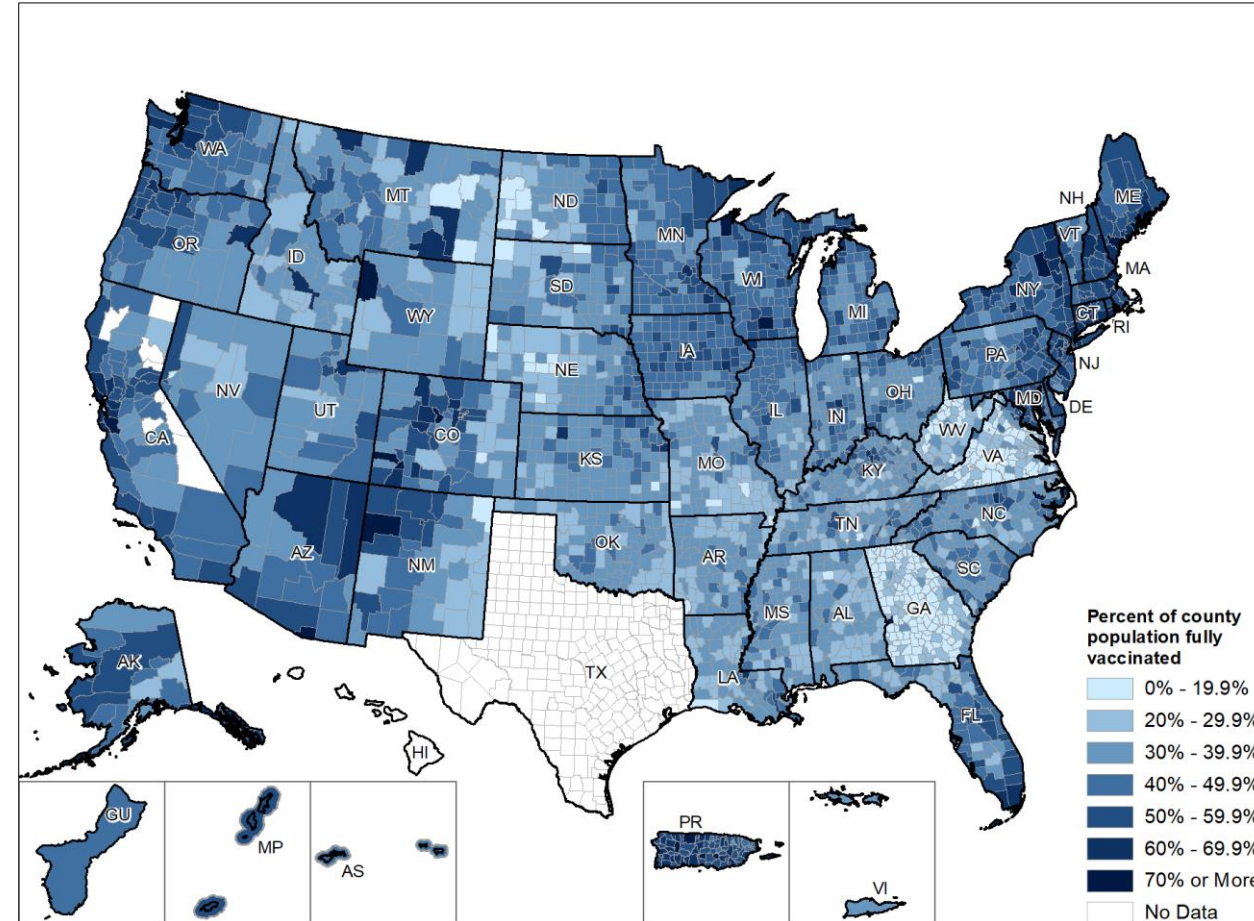 WA
MT
ND
MN
OR
ID
SD
WI
MI
NH
VT
ME
MA
NY
CT
RI
WY
NE
IA
PA
NJ
NV
UT
CO
IL
IN
OH
MD
DE
WV
VA
CA
KS
MO
KY
AZ
NM
OK
AR
TN
NC
SC
MS
AL
GA
TX
LA
FL
AK
HI
GU
MP
AS
PR
VI
Percent of county
population fully
vaccinated
0% - 19.9%
20% - 29.9%
30% - 39.9%
40% - 49.9%
50% - 59.9%
60% - 69.9%
70% or More
No Data